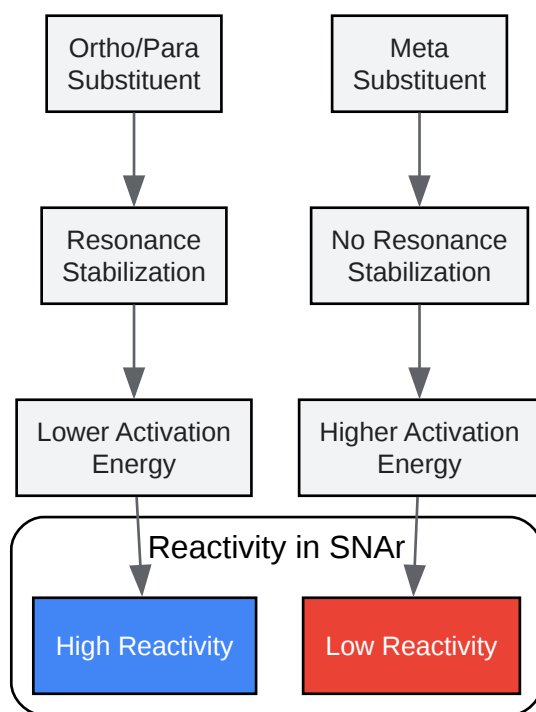 Ortho/Para
Substituent
Meta
Substituent
Resonance
Stabilization
No Resonance
Stabilization
Lower Activation
Energy
Higher Activation
Energy
Reactivity in SNAr
High Reactivity
Low Reactivity